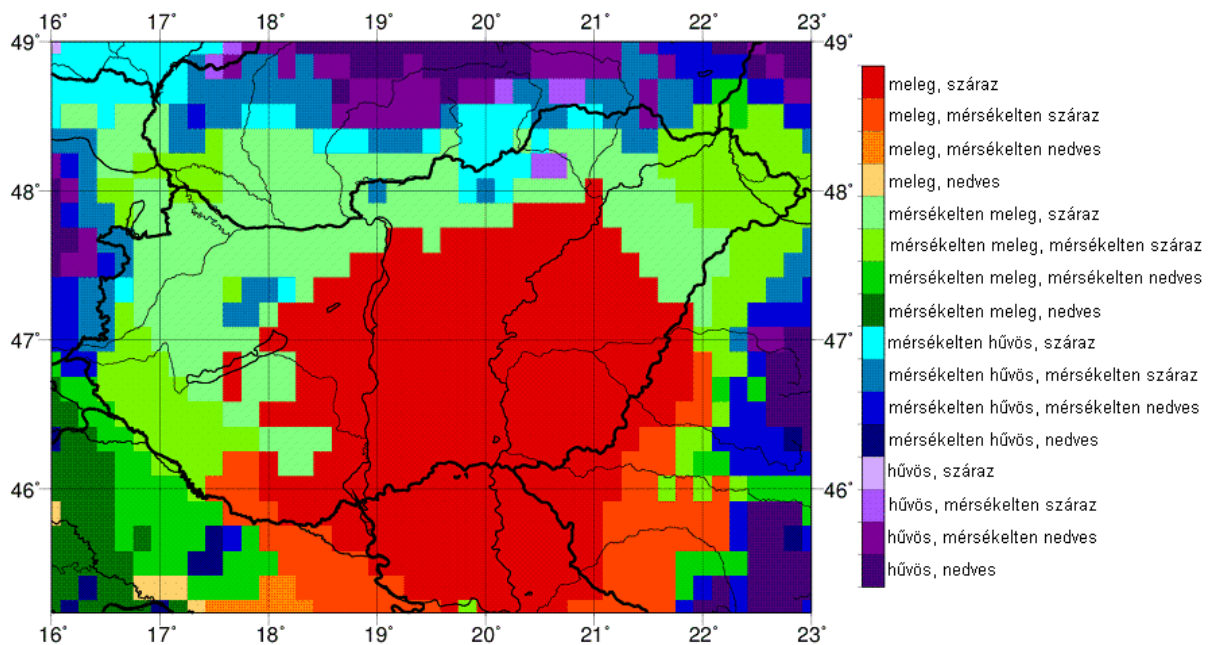 16° 17° 18° 19° 20° 21° 22° 23°
49° 49°
48° 48°
47° 47°
46° 46°
16° 17° 18° 19° 20° 21° 22° 23°
meleg, száraz
meleg, mérsékelten száraz
meleg, mérsékelten nedves
meleg, nedves
mérsékelten meleg, száraz
mérsékelten meleg, mérsékelten száraz
mérsékelten meleg, mérsékelten nedves
mérsékelten meleg, nedves
mérsékelten hűvös, száraz
mérsékelten hűvös, mérsékelten száraz
mérsékelten hűvös, mérsékelten nedves
mérsékelten hűvös, nedves
hűvös, száraz
hűvös, mérsékelten száraz
hűvös, mérsékelten nedves
hűvös, nedves